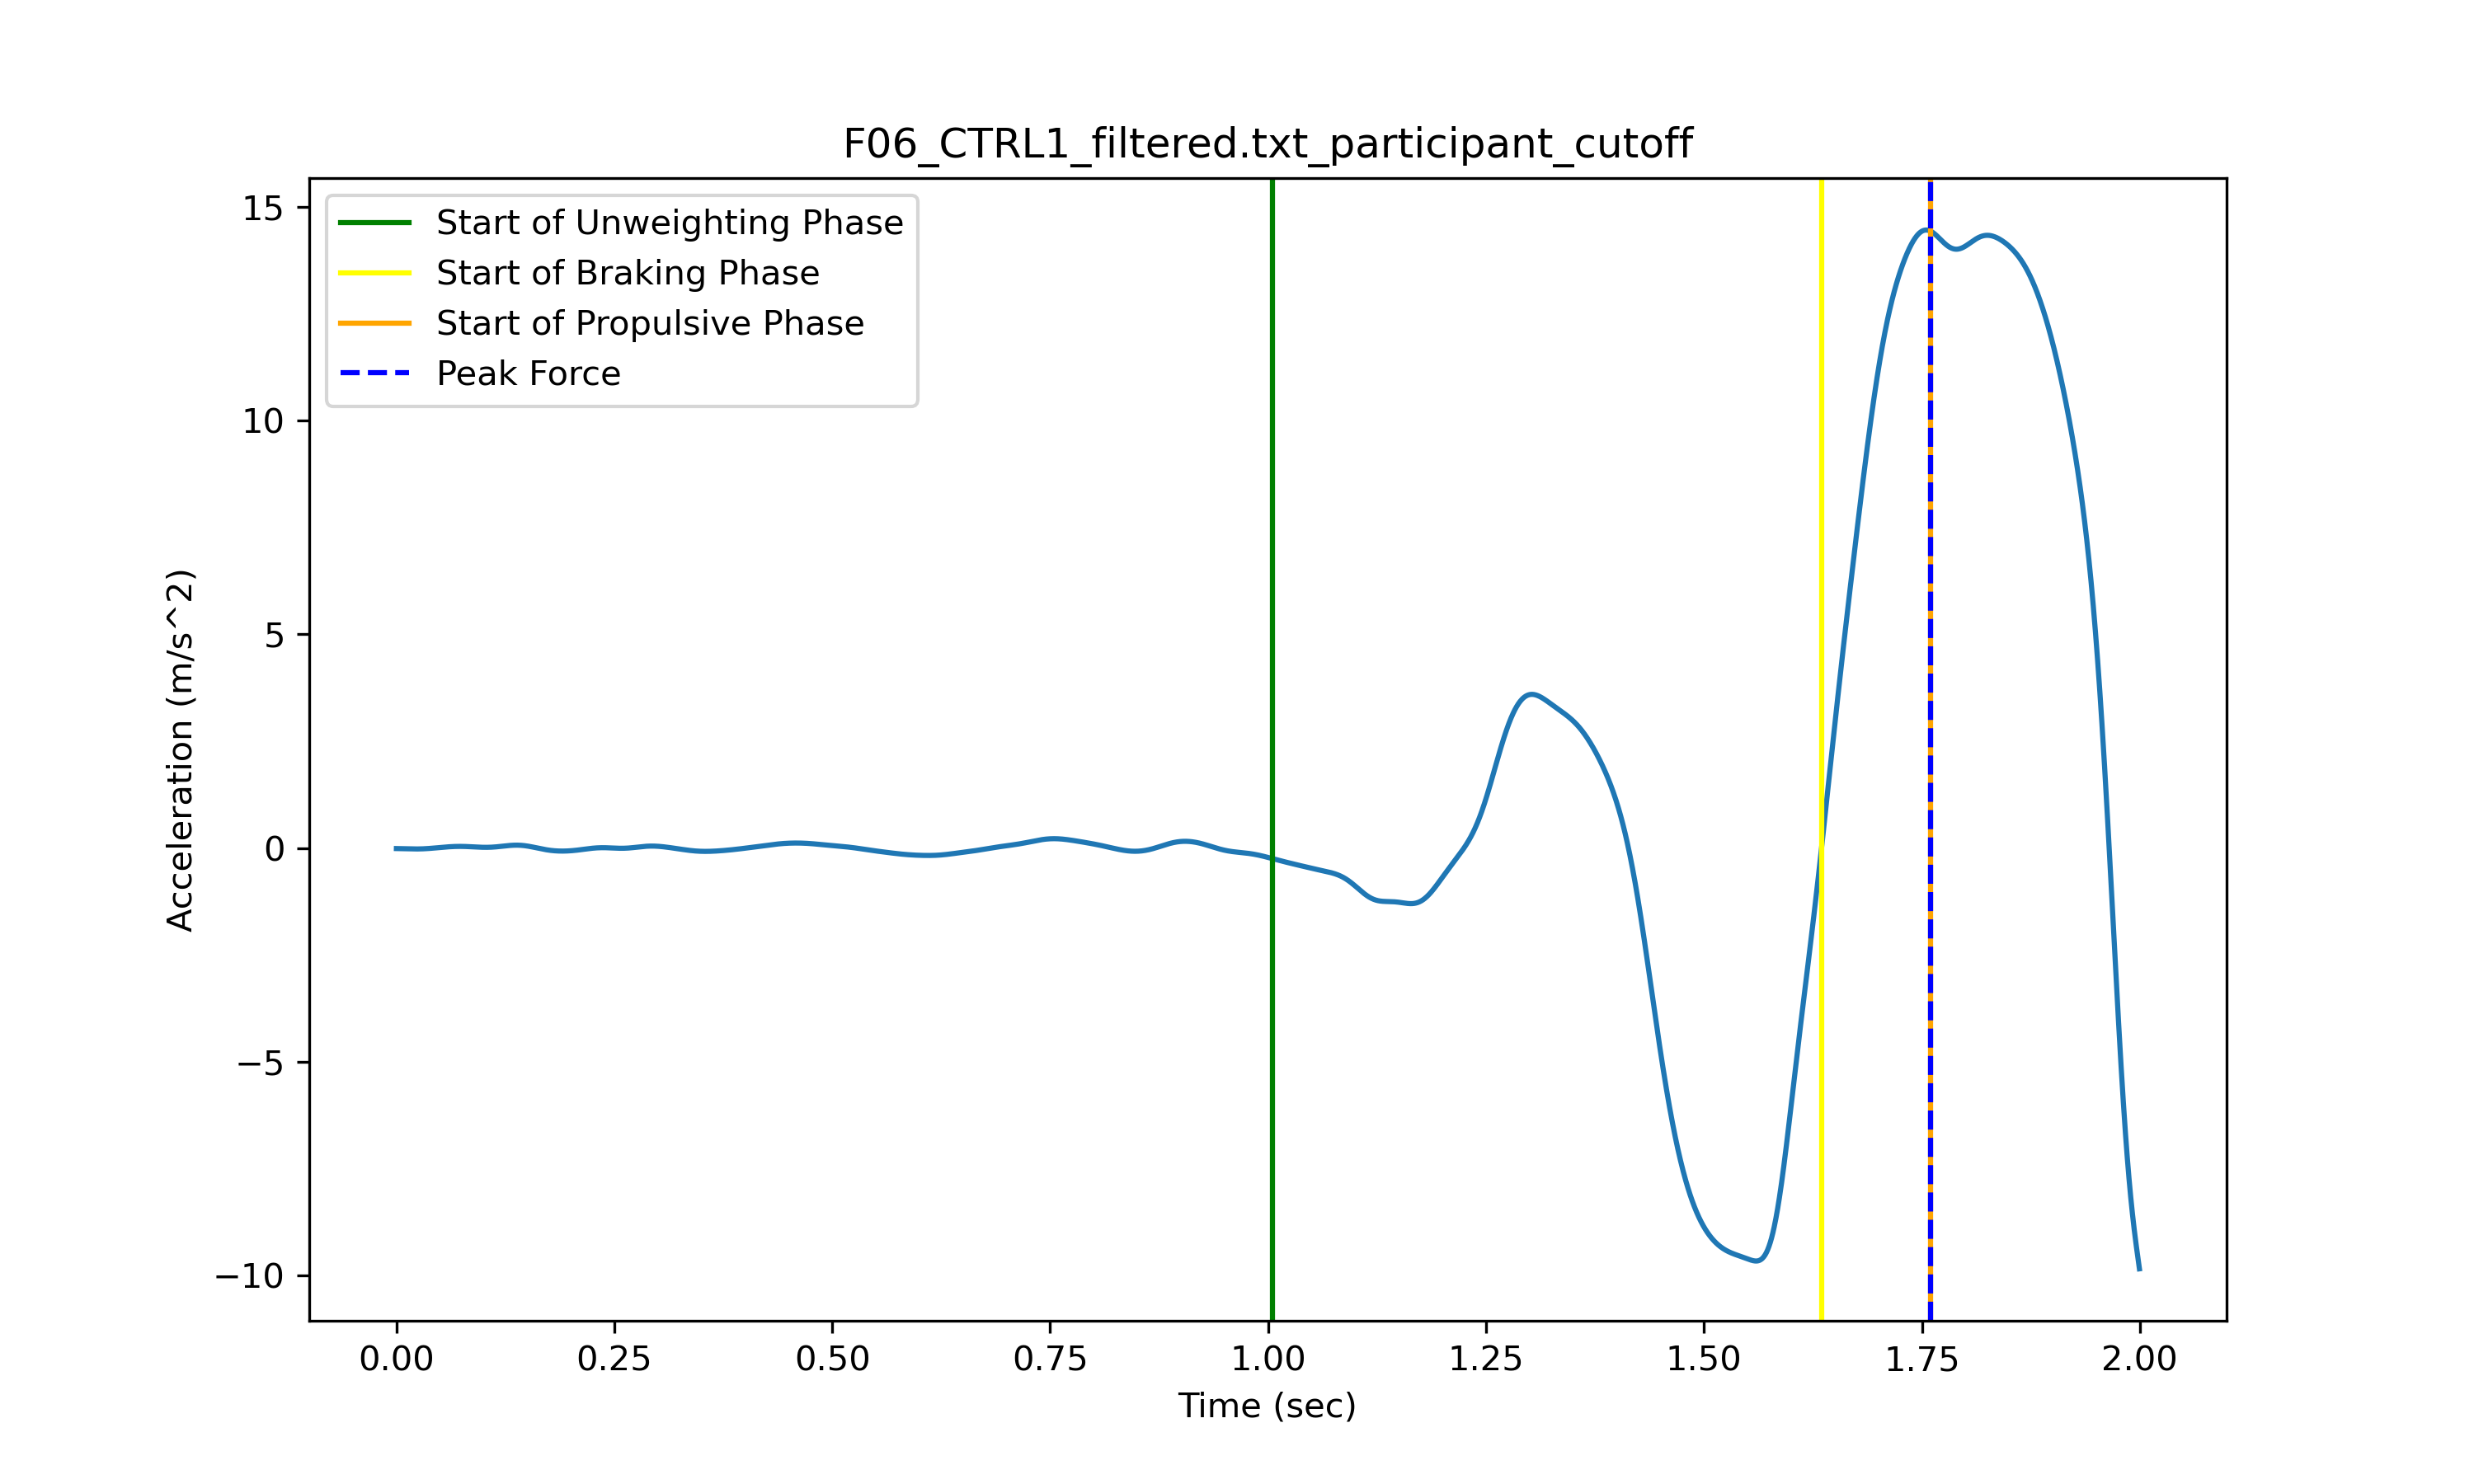 F06_CTRL1_filtered.txt_participant_cutoff
Start of Unweighting Phase
Start of Braking Phase
Start of Propulsive Phase
Peak Force
15
10
5
0
−5
−10
Acceleration (m/s^2)
0.00 0.25 0.50 0.75 1.00 1.25 1.50 1.75 2.00
Time (sec)